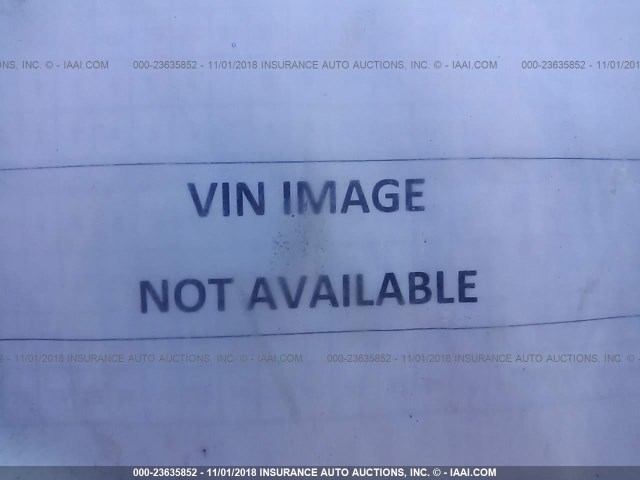 NS, INC. © - IAAI.COM 000-23635852 - 11/01/2018 INSURANCE AUTO AUCTIONS, INC. © - IAAI.COM 000-23635852 - 11/01/2018
VIN IMAGE
NOT AVAILABLE
- 11/01/2018 INSURANCE AUTO AUCTIONS, INC. © - IAAI.COM 000-23635852 - 11/01/2018 INSURANCE AUTO AUCTIONS, INC. ©
000-23635852 - 11/01/2018 INSURANCE AUTO AUCTIONS, INC. © - IAAI.COM